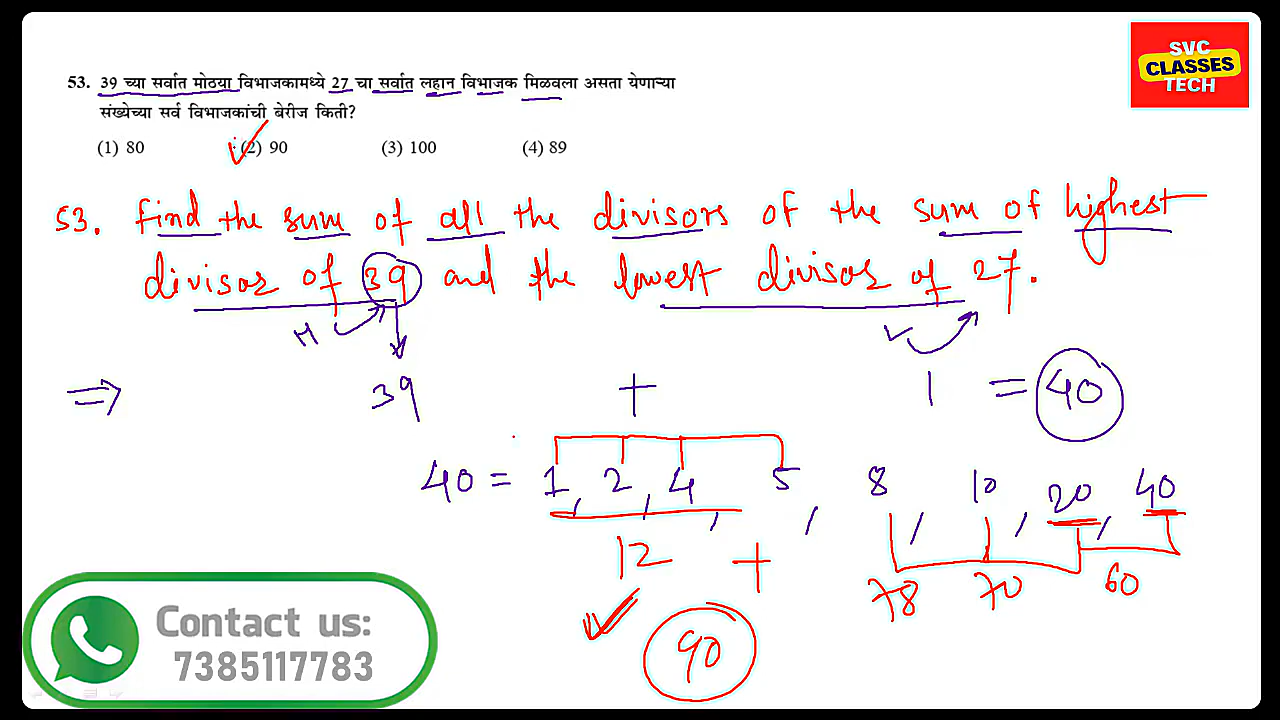 SVC
CLASSES
TECH
53. 39 च्या सर्वात मोठया विभाजकामध्ये 27 चा सर्वात लहान विभाजक मिळवला असता येणाऱ्या
संख्येच्या सर्व विभाजकांची बेरीज किती?
(1) 80 (2) 90 (3) 100 (4) 89
53. Find the sum of all the divisors of the sum of highest
divisor of 39 and the lowest divisor of 27.
H L
⇒ 39 + 1 = 40
40 = 1, 2, 4, 5, 8, 10, 20, 40
12 + 78 70 60
90
Contact us:
7385117783